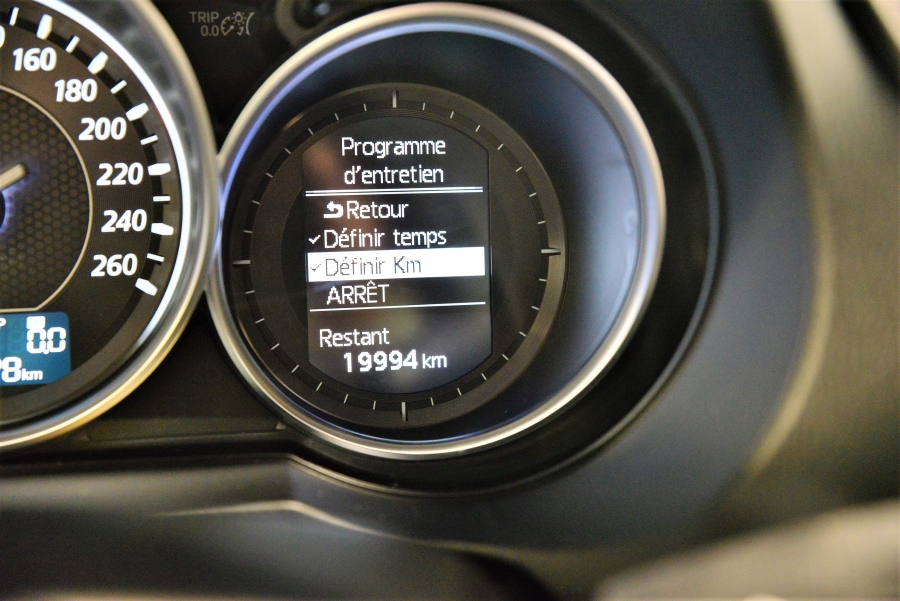 TRIP
0.0
160
180
200
220
240
260
0.0
8km
Programme
d'entretien
Retour
Définir temps
Définir Km
ARRÊT
Restant
19994 km